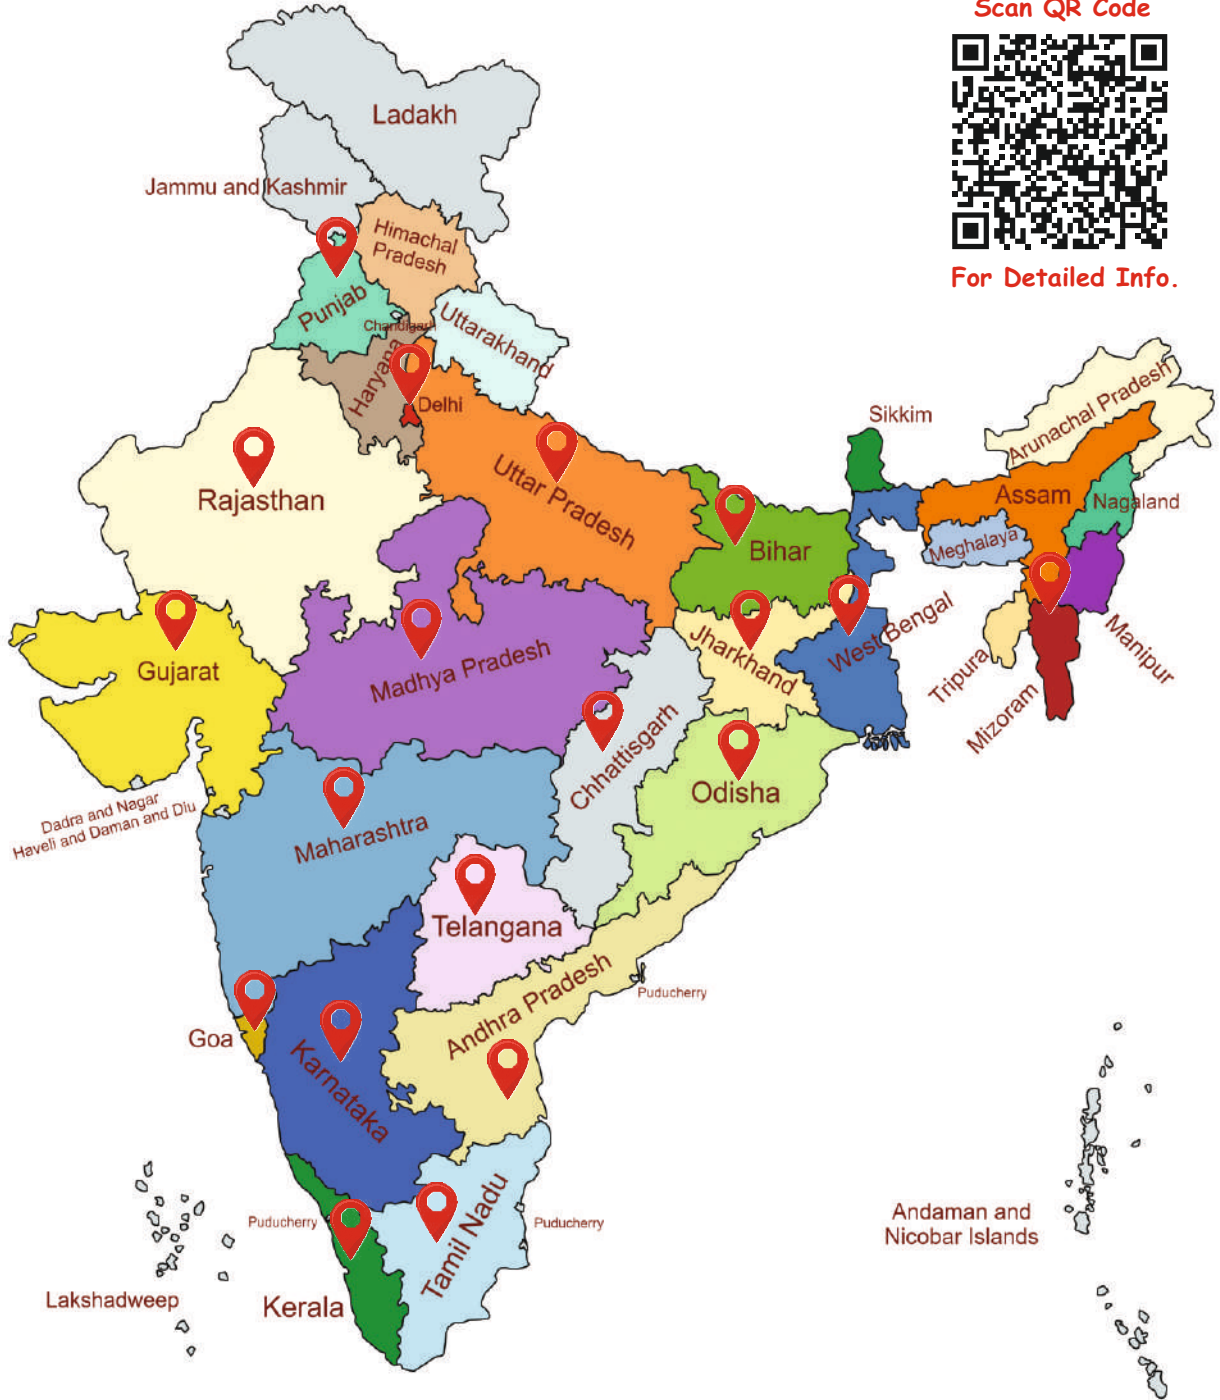 Scan QR Code
For Detailed Info.
Ladakh
Jammu and Kashmir
Himachal
Pradesh
Punjab
Chandigarh
Uttarakhand
Haryana
Delhi
Rajasthan
Uttar Pradesh
Bihar
Sikkim
Arunachal Pradesh
Assam
Nagaland
Meghalaya
Manipur
Tripura
Mizoram
West Bengal
Jharkhand
Gujarat
Madhya Pradesh
Chhattisgarh
Odisha
Dadra and Nagar
Haveli and Daman and Diu
Maharashtra
Telangana
Andhra Pradesh
Puducherry
Goa
Karnataka
Puducherry
Puducherry
Tamil Nadu
Kerala
Lakshadweep
Andaman and
Nicobar Islands